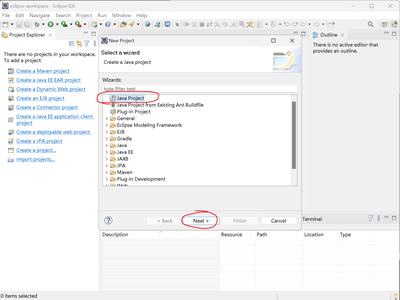 eclipse-workspace - Eclipse IDE
File Edit Navigate Search Project Run Window Help
Project Explorer
There are no projects in your workspace.
To add a project:
Create a Maven project
Create a Java EE EAR project
Create a Dynamic Web project
Create an EJB project
Create a Connector project
Create a Java EE application client
project
Create a deployable web project.
Create a JPA project
Create a project...
Import projects...
New Project
Select a wizard
Create a Java project
Wizards:
type filter text
Java Project
Java Project from Existing Ant Buildfile
Plug-in Project
General
Eclipse Modeling Framework
EJB
Gradle
Java
Java EE
JAXB
JPA
Maven
Plug-in Development
Web
< Back
Next >
Finish
Cancel
Outline
There is no active editor that
provides an outline.
Terminal
Description Resource Path Location Type
0 items selected